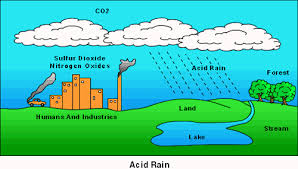 CO2
Sulfur Dioxide
Nitrogen Oxides
Acid Rain
Forest
Land
Humans And Industries
Stream
Lake
Acid Rain